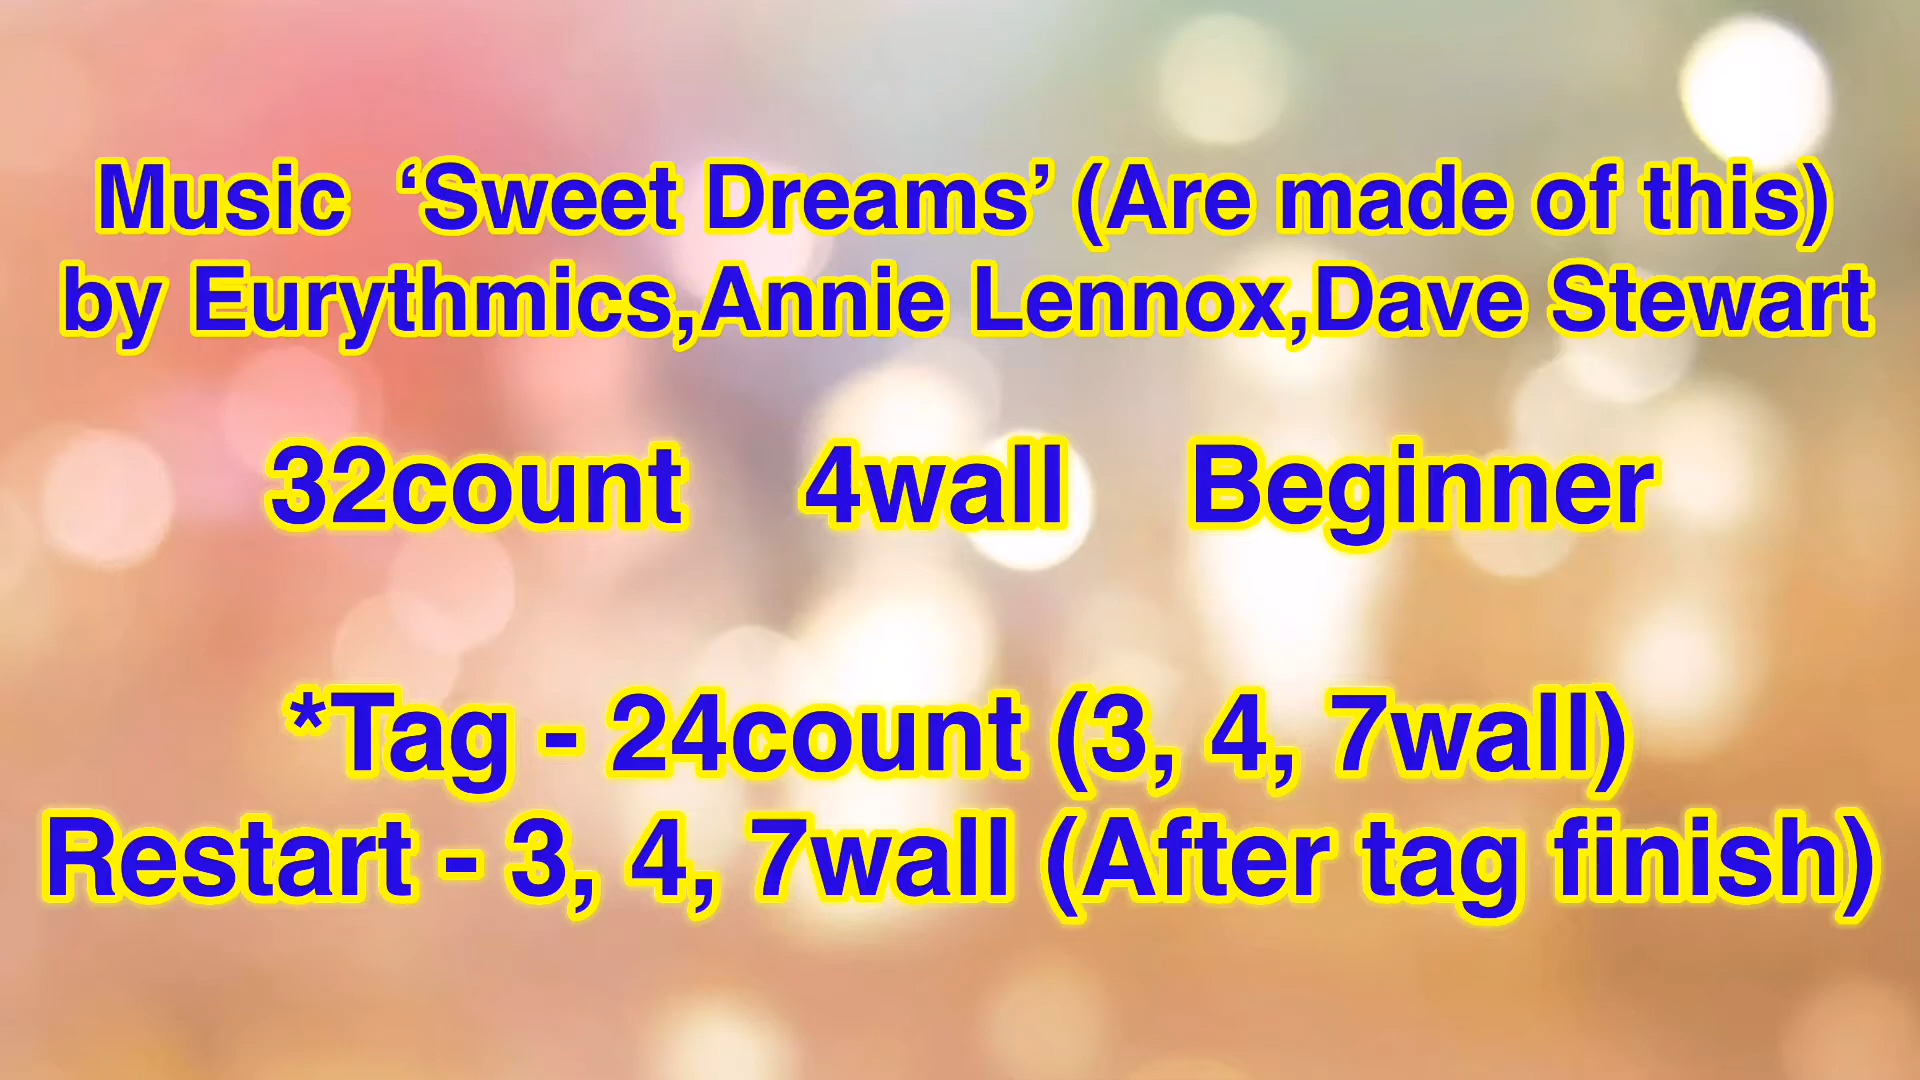 Music ‘Sweet Dreams’ (Are made of this)
by Eurythmics,Annie Lennox,Dave Stewart
32count 4wall Beginner
*Tag - 24count (3, 4, 7wall)
Restart - 3, 4, 7wall (After tag finish)